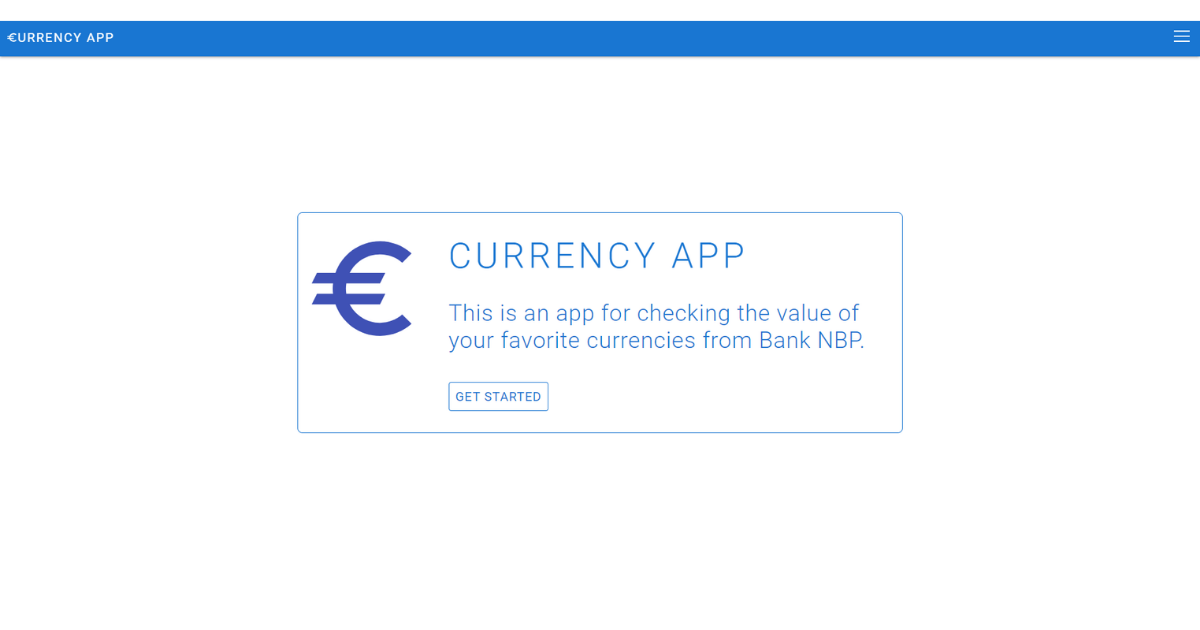 €URRENCY APP
CURRENCY APP
This is an app for checking the value of
your favorite currencies from Bank NBP.
GET STARTED